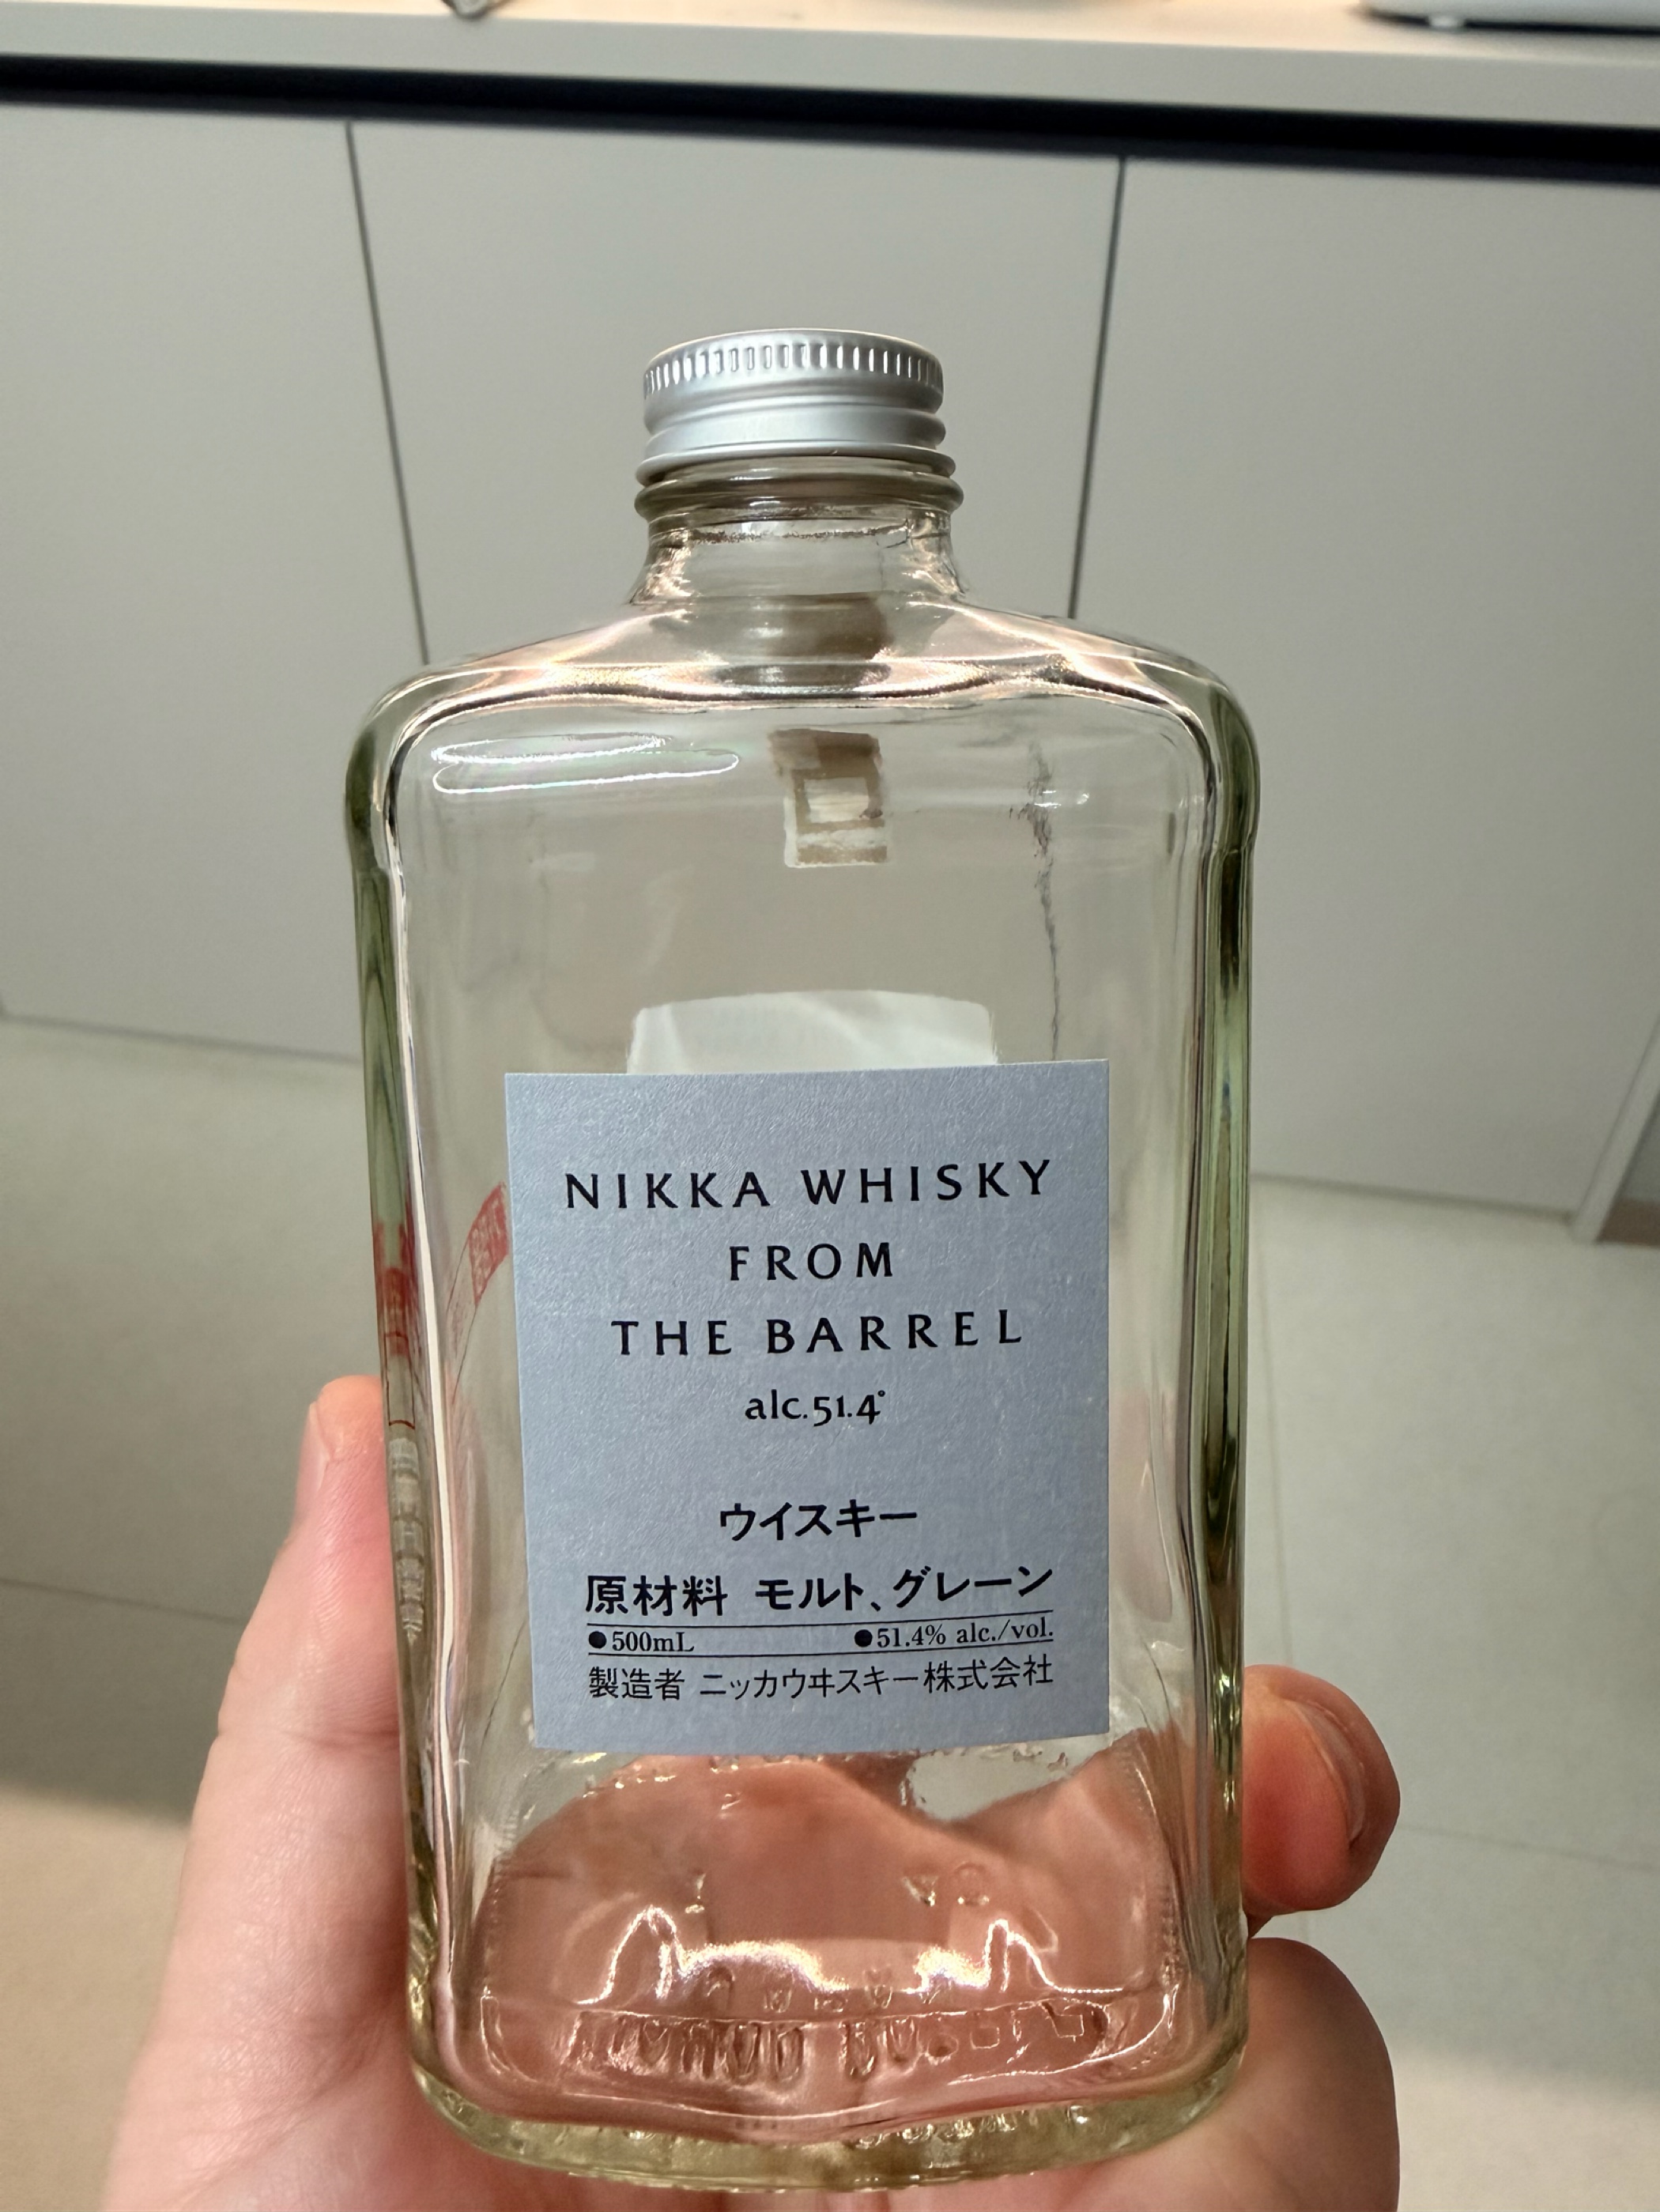 NIKKA WHISKY
FROM
THE BARREL
alc.51.4°
ウイスキー
原材料 モルト、グレーン
●500mL ●51.4% alc./vol.
製造者 ニッカウヰスキー株式会社